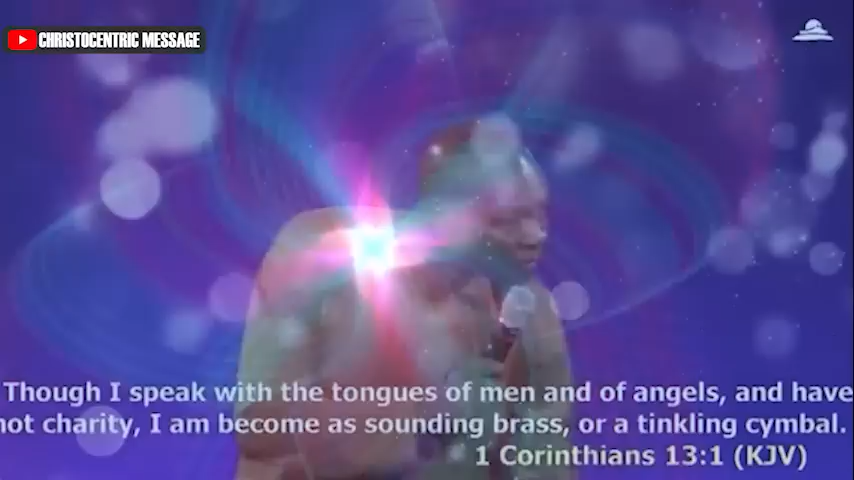 CHRISTOCENTRIC MESSAGE
Though I speak with the tongues of men and of angels, and have
not charity, I am become as sounding brass, or a tinkling cymbal.
1 Corinthians 13:1 (KJV)